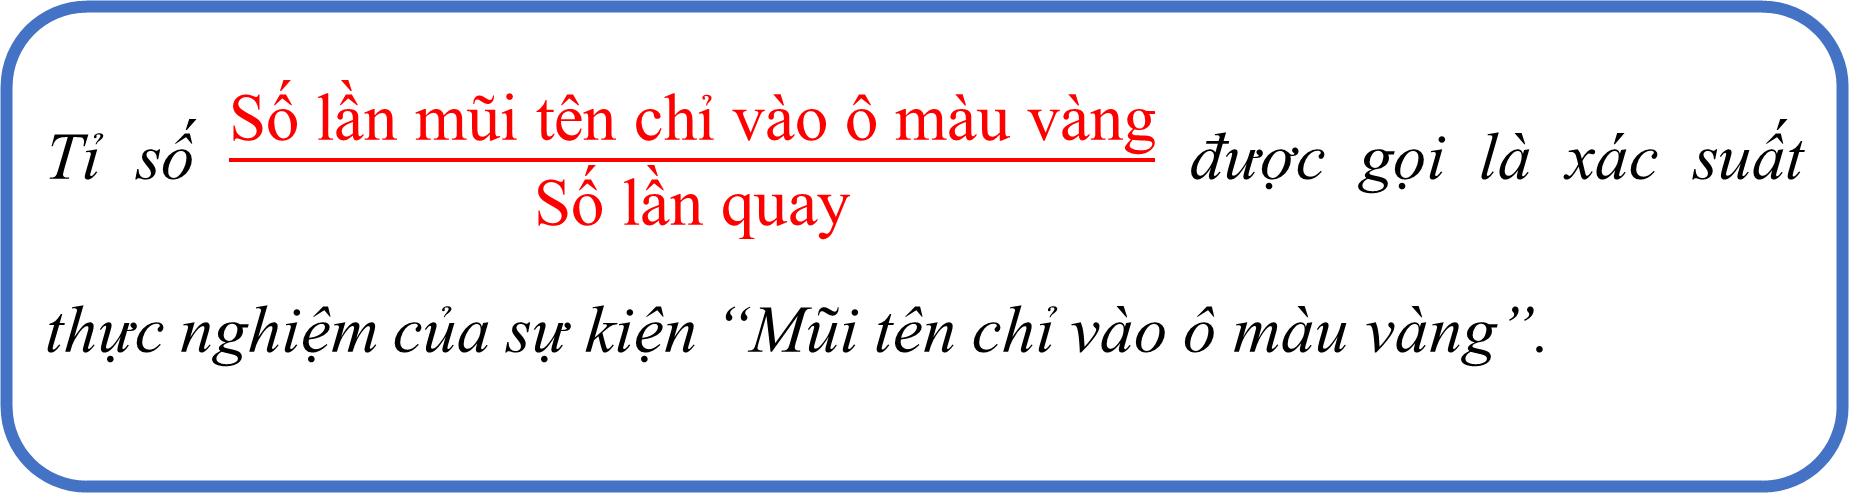 Tỉ số Số lần mũi tên chỉ vào ô màu vàng / Số lần quay được gọi là xác suất
thực nghiệm của sự kiện “Mũi tên chỉ vào ô màu vàng”.